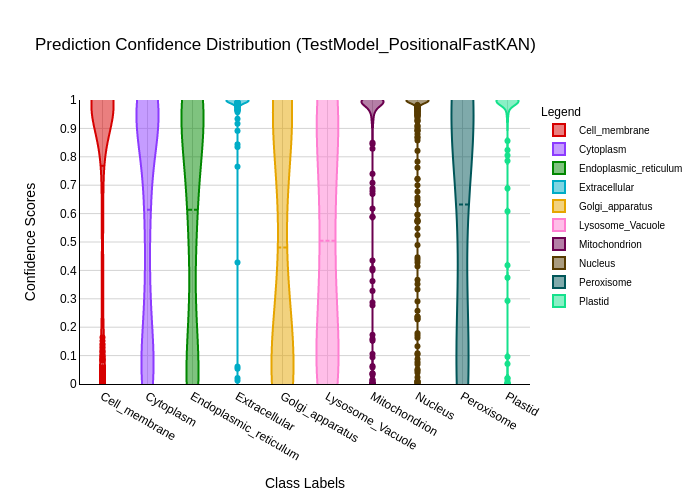 Prediction Confidence Distribution (TestModel_PositionalFastKAN)
Legend
Cell_membrane
Cytoplasm
Endoplasmic_reticulum
Extracellular
Golgi_apparatus
Lysosome_Vacuole
Mitochondrion
Nucleus
Peroxisome
Plastid
Confidence Scores
1
0.9
0.8
0.7
0.6
0.5
0.4
0.3
0.2
0.1
0
Cell_membrane
Cytoplasm
Endoplasmic_reticulum
Extracellular
Golgi_apparatus
Lysosome_Vacuole
Mitochondrion
Nucleus
Peroxisome
Plastid
Class Labels